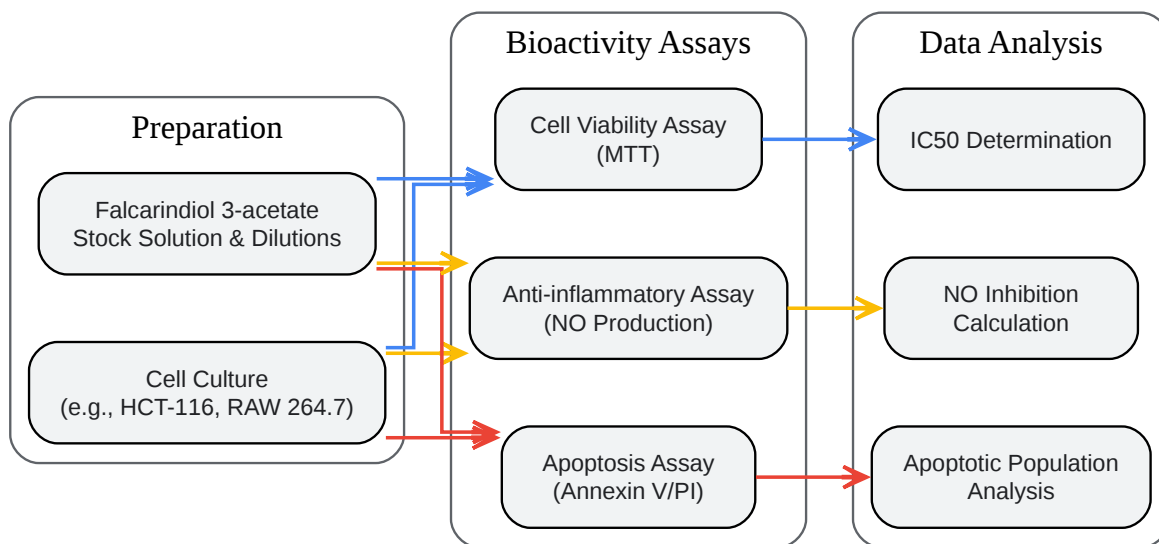 Preparation
Falcarindiol 3-acetate
Stock Solution & Dilutions
Cell Culture
(e.g., HCT-116, RAW 264.7)
Bioactivity Assays
Cell Viability Assay
(MTT)
Anti-inflammatory Assay
(NO Production)
Apoptosis Assay
(Annexin V/PI)
Data Analysis
IC50 Determination
NO Inhibition
Calculation
Apoptotic Population
Analysis